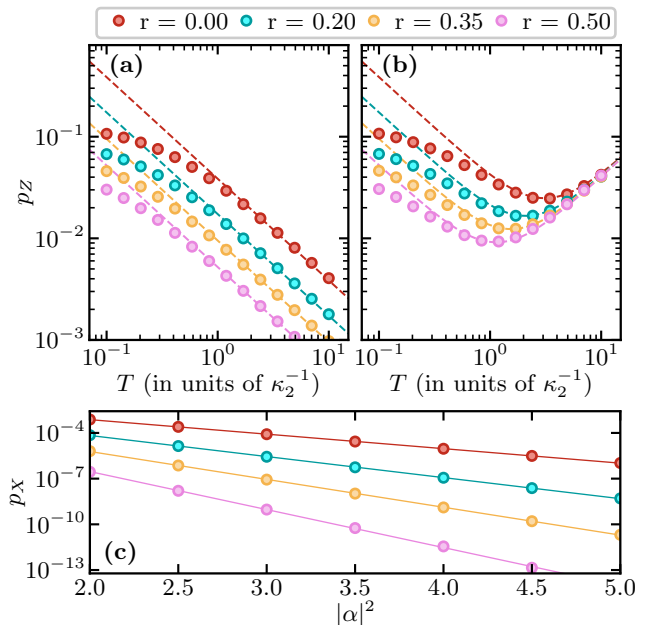 r = 0.00 r = 0.20 r = 0.35 r = 0.50
(a) (b)
p_Z
10^{-1}
10^{-2}
10^{-3}
10^{-1} 10^{0} 10^{1} 10^{-1} 10^{0} 10^{1}
T (in units of κ_2^{-1}) T (in units of κ_2^{-1})
p_X
10^{-4}
10^{-7}
10^{-10}
10^{-13}
(c)
2.0 2.5 3.0 3.5 4.0 4.5 5.0
|α|^2